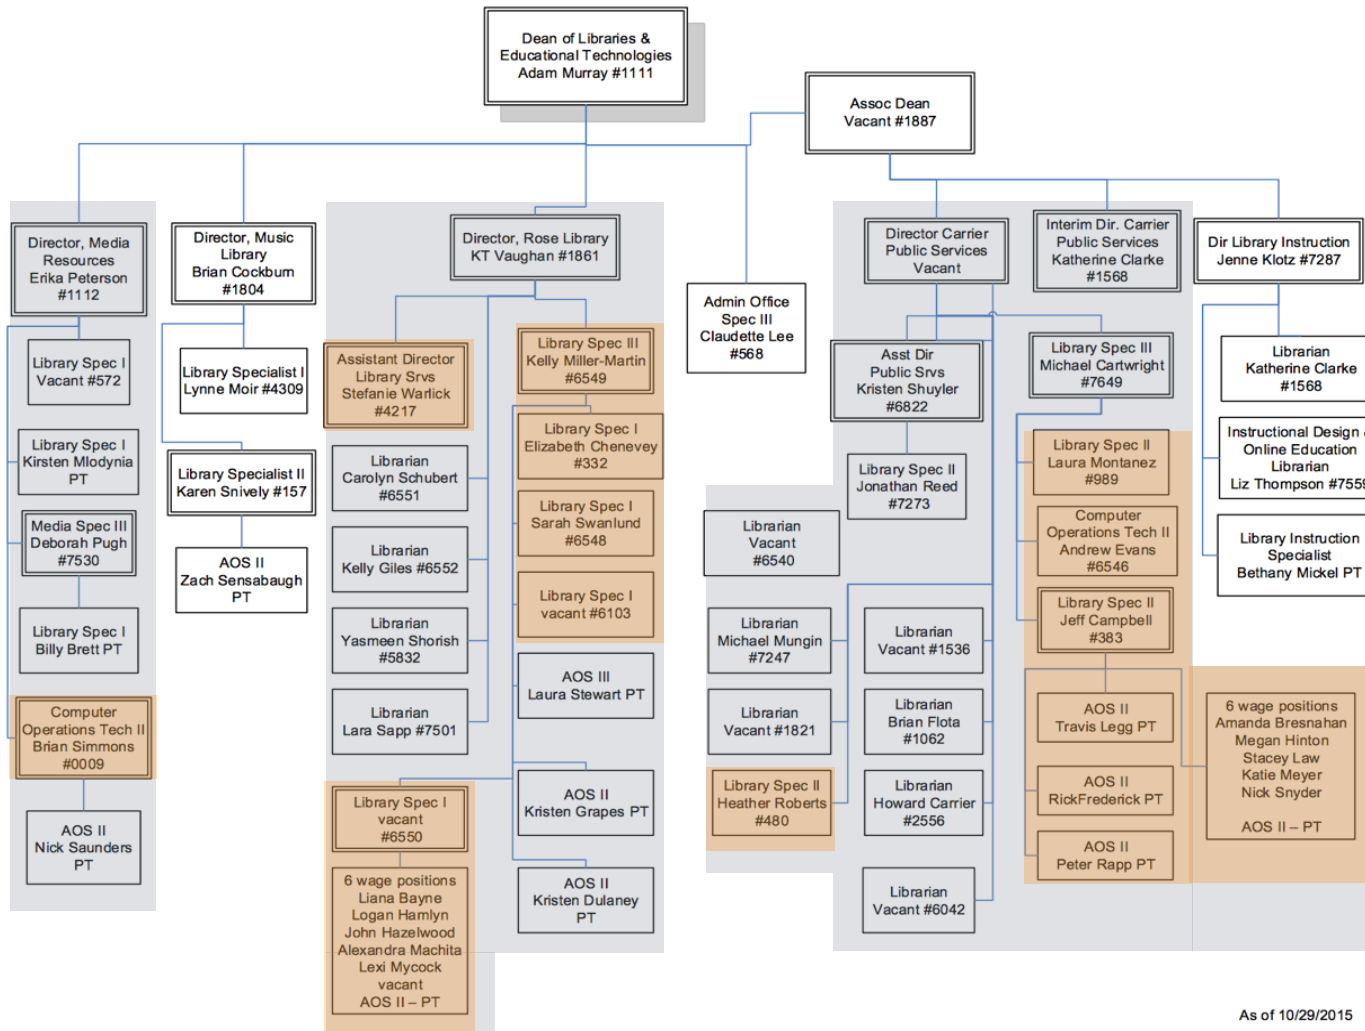 Dean of Libraries &
Educational Technologies
Adam Murray #1111
Assoc Dean
Vacant #1887
Director, Media
Resources
Erika Peterson
#1112
Director, Music
Library
Brian Cockburn
#1804
Director, Rose Library
KT Vaughan #1861
Admin Office
Spec III
Claudette Lee
#568
Director Carrier
Public Services
Vacant
Interim Dir. Carrier
Public Services
Katherine Clarke
#1568
Dir Library Instruction
Jenne Klotz #7287
Library Spec I
Vacant #572
Library Spec I
Kirsten Mlodynia
PT
Media Spec III
Deborah Pugh
#7530
Library Spec I
Billy Brett PT
Computer
Operations Tech II
Brian Simmons
#0009
AOS II
Nick Saunders
PT
Library Specialist I
Lynne Moir #4309
Library Specialist II
Karen Snively #157
AOS II
Zach Sensabaugh
PT
Assistant Director
Library Srvs
Stefanie Warlick
#4217
Librarian
Carolyn Schubert
#6551
Librarian
Kelly Giles #6552
Librarian
Yasmeen Shorish
#5832
Librarian
Lara Sapp #7501
Library Spec I
vacant
#6550
6 wage positions
Liana Bayne
Logan Hamlyn
John Hazelwood
Alexandra Machita
Lexi Mycock
vacant
AOS II – PT
Library Spec III
Kelly Miller-Martin
#6549
Library Spec I
Elizabeth Chenevey
#332
Library Spec I
Sarah Swanlund
#6548
Library Spec I
vacant #6103
AOS III
Laura Stewart PT
AOS II
Kristen Grapes PT
AOS II
Kristen Dulaney
PT
Asst Dir
Public Srvs
Kristen Shuyler
#6822
Library Spec II
Jonathan Reed
#7273
Librarian
Vacant
#6540
Librarian
Michael Mungin
#7247
Librarian
Vacant #1821
Library Spec II
Heather Roberts
#480
Librarian
Vacant #1536
Librarian
Brian Flota
#1062
Librarian
Howard Carrier
#2556
Librarian
Vacant #6042
Library Spec III
Michael Cartwright
#7649
Library Spec II
Laura Montanez
#989
Computer
Operations Tech II
Andrew Evans
#6546
Library Spec II
Jeff Campbell
#383
AOS II
Travis Legg PT
AOS II
RickFrederick PT
AOS II
Peter Rapp PT
6 wage positions
Amanda Bresnahan
Megan Hinton
Stacey Law
Katie Meyer
Nick Snyder
AOS II – PT
Librarian
Katherine Clarke
#1568
Instructional Design &
Online Education
Librarian
Liz Thompson #7559
Library Instruction
Specialist
Bethany Mickel PT
As of 10/29/2015